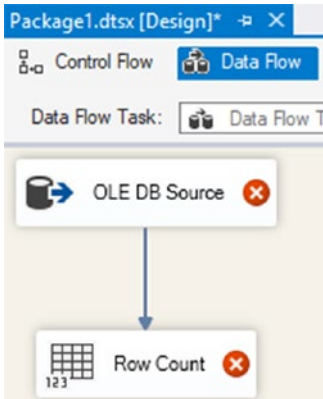 Package1.dtsx [Design]*
Control Flow Data Flow
Data Flow Task: Data Flow
OLE DB Source
123 Row Count